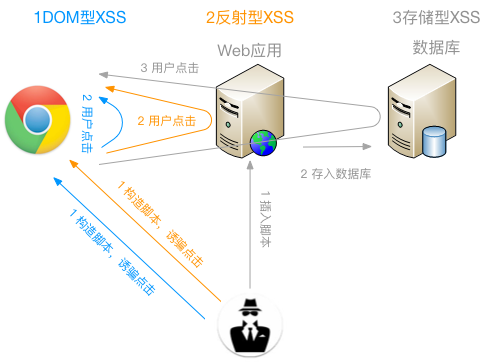 1DOM型XSS
2反射型XSS
3存储型XSS
Web应用
数据库
3 用户点击
2 用户点击
2 用户点击
2 存入数据库
1 插入脚本
1 构造脚本，诱骗点击
1 构造脚本，诱骗点击